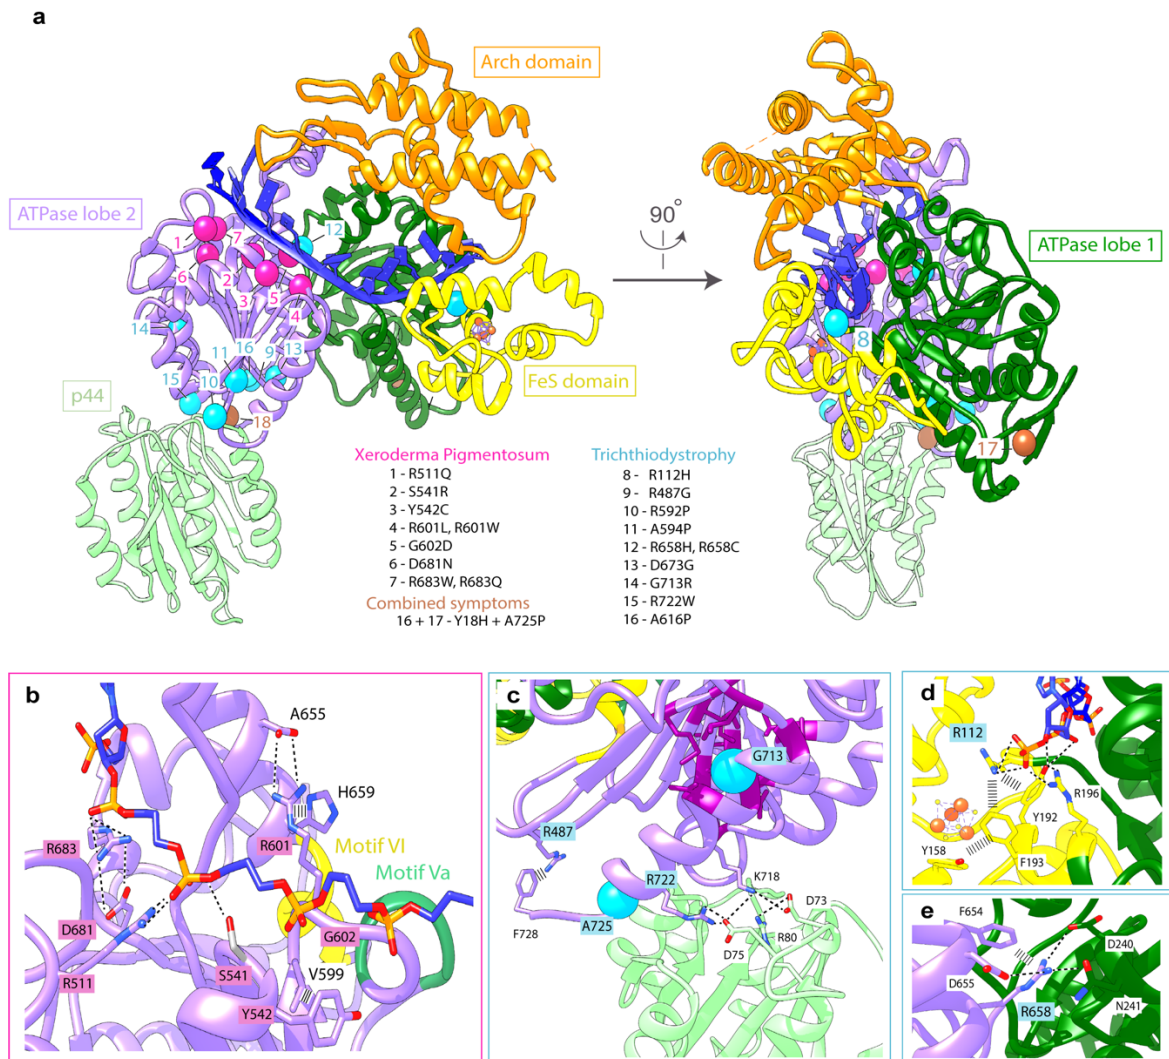 a
Arch domain
ATPase lobe 2
12
1
7
6
2
3
5
4
14
11
16
9
13
15
10
18
p44
FeS domain
90°
ATPase lobe 1
8
17
Xeroderma Pigmentosum
1 - R511Q
2 - S541R
3 - Y542C
4 - R601L, R601W
5 - G602D
6 - D681N
7 - R683W, R683Q
Combined symptoms
16 + 17 - Y18H + A725P
Trichthiodystrophy
8 - R112H
9 - R487G
10 - R592P
11 - A594P
12 - R658H, R658C
13 - D673G
14 - G713R
15 - R722W
16 - A616P
b
A655
H659
R683
R601
Motif VI
Motif Va
D681
G602
R511
S541
V599
Y542
c
G713
R487
R722
K718
D73
A725
F728
R80
D75
d
R112
R196
Y192
Y158
F193
e
F654
D240
D655
R658
N241